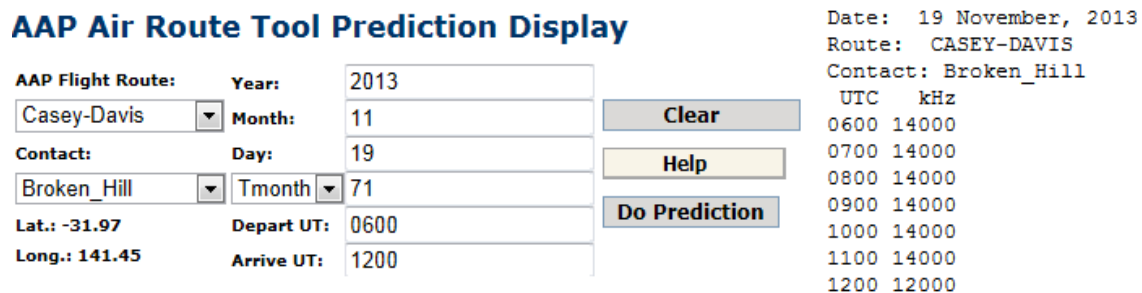 AAP Air Route Tool Prediction Display
AAP Flight Route:
Casey-Davis
Contact:
Broken_Hill
Lat.: -31.97
Long.: 141.45
Year: 2013
Month: 11
Day: 19
Tmonth 71
Depart UT: 0600
Arrive UT: 1200
Clear
Help
Do Prediction
Date: 19 November, 2013
Route: CASEY-DAVIS
Contact: Broken_Hill
UTC kHz
0600 14000
0700 14000
0800 14000
0900 14000
1000 14000
1100 14000
1200 12000